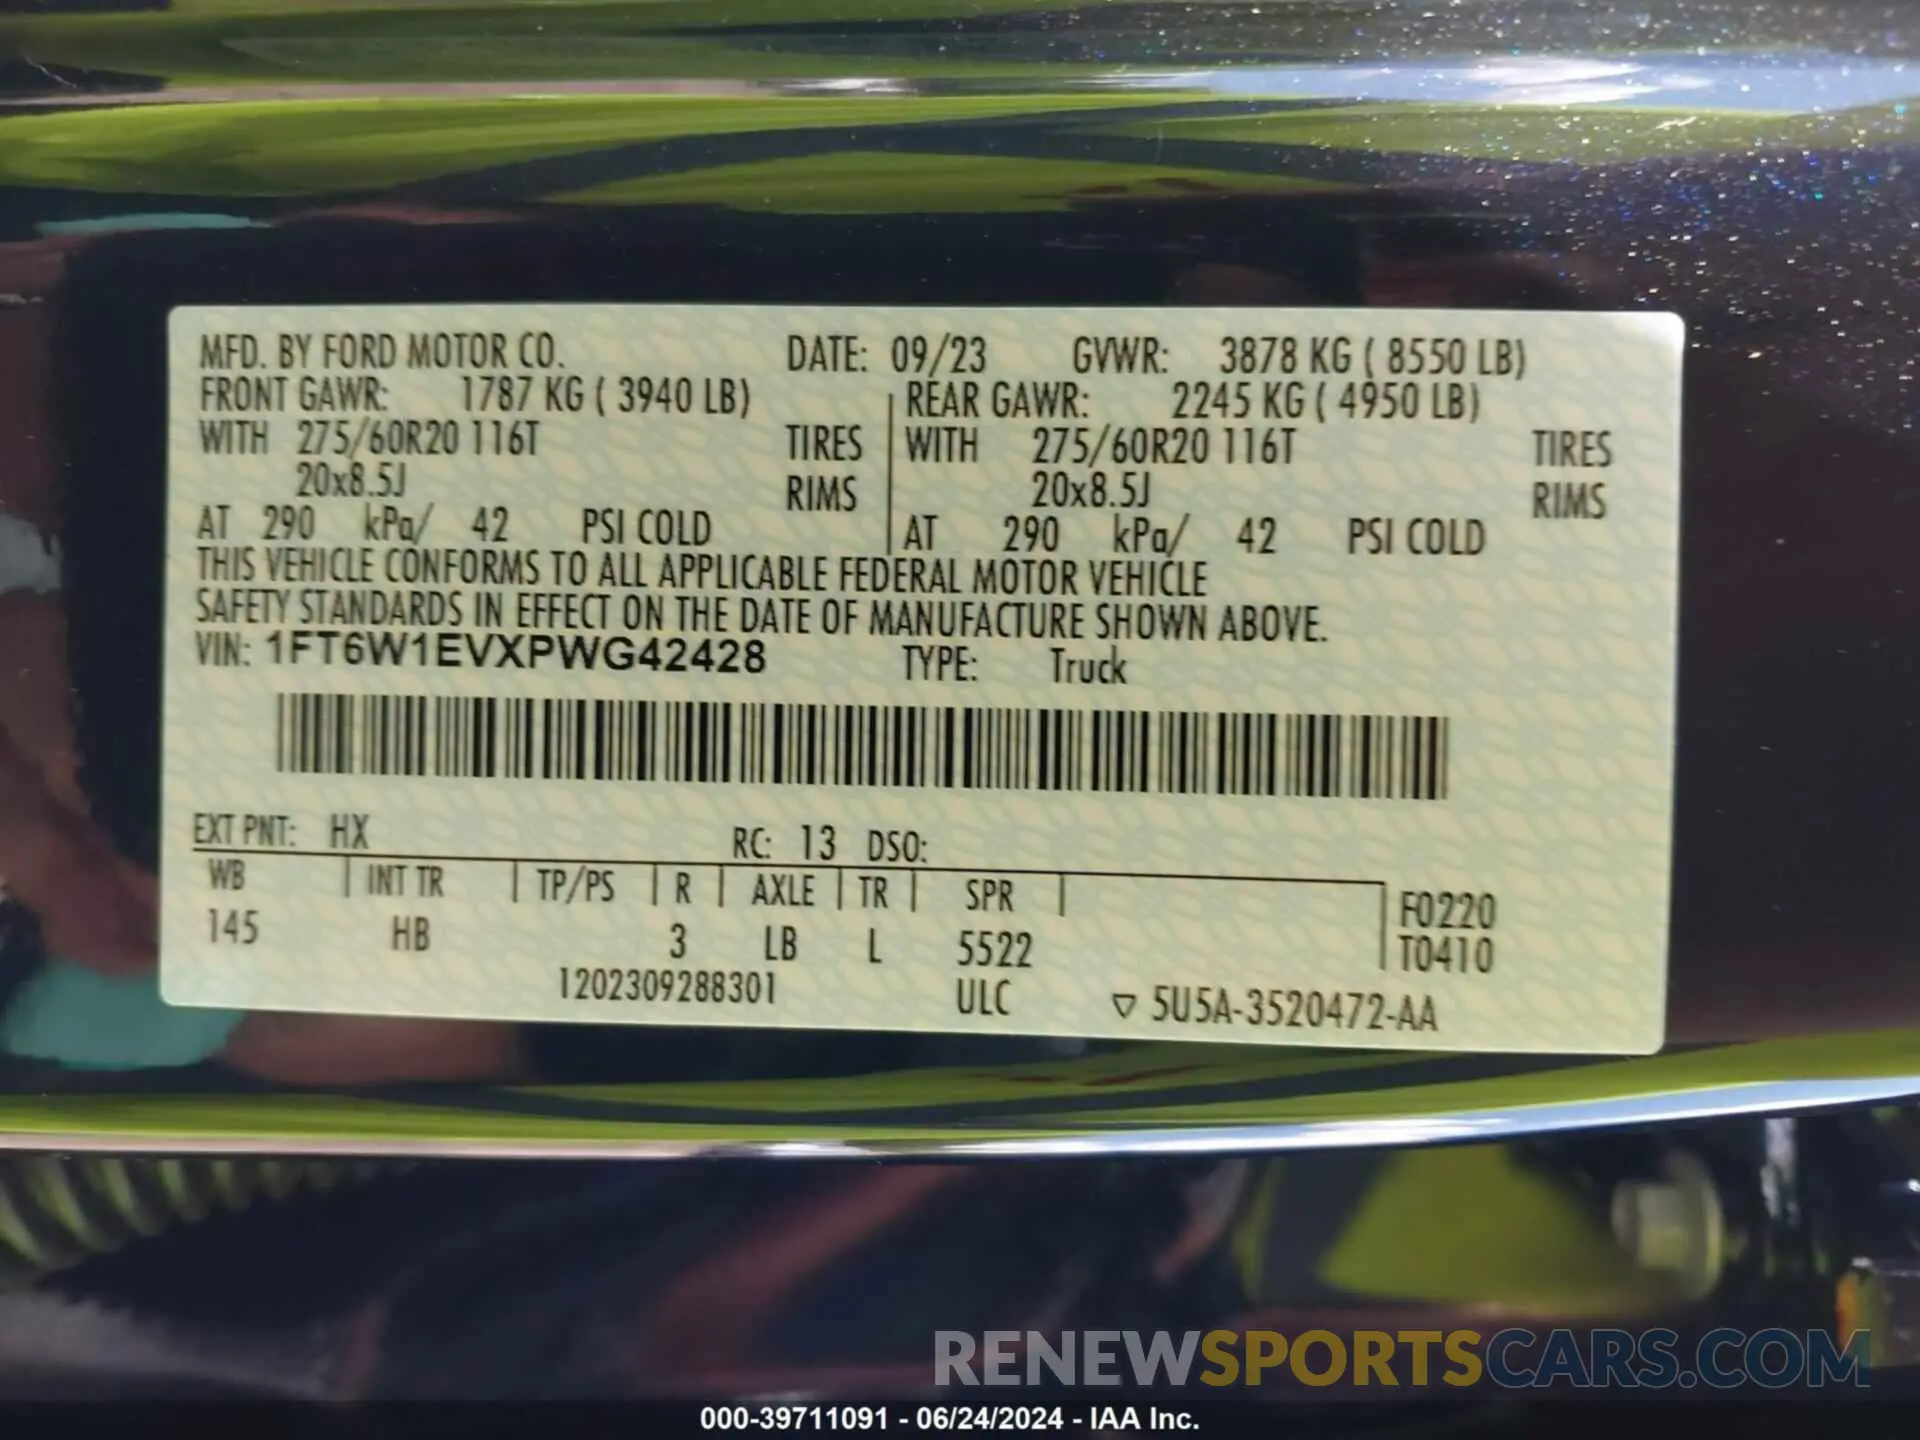 MFD. BY FORD MOTOR CO. DATE: 09/23 GVWR: 3878 KG ( 8550 LB)
FRONT GAWR: 1787 KG ( 3940 LB) REAR GAWR: 2245 KG ( 4950 LB)
WITH 275/60R20 116T TIRES WITH 275/60R20 116T TIRES
20x8.5J RIMS 20x8.5J RIMS
AT 290 kPa/ 42 PSI COLD AT 290 kPa/ 42 PSI COLD
THIS VEHICLE CONFORMS TO ALL APPLICABLE FEDERAL MOTOR VEHICLE
SAFETY STANDARDS IN EFFECT ON THE DATE OF MANUFACTURE SHOWN ABOVE.
VIN: 1FT6W1EVXPWG42428 TYPE: Truck
EXT PNT: HX RC: 13 DSO:
WB INT TR TP/PS R AXLE TR SPR F0220
145 HB 3 LB L 5522 T0410
1202309288301 ULC ▽ 5U5A-3520472-AA
RENEWSPORTSCARS.COM
000-39711091 - 06/24/2024 - IAA Inc.